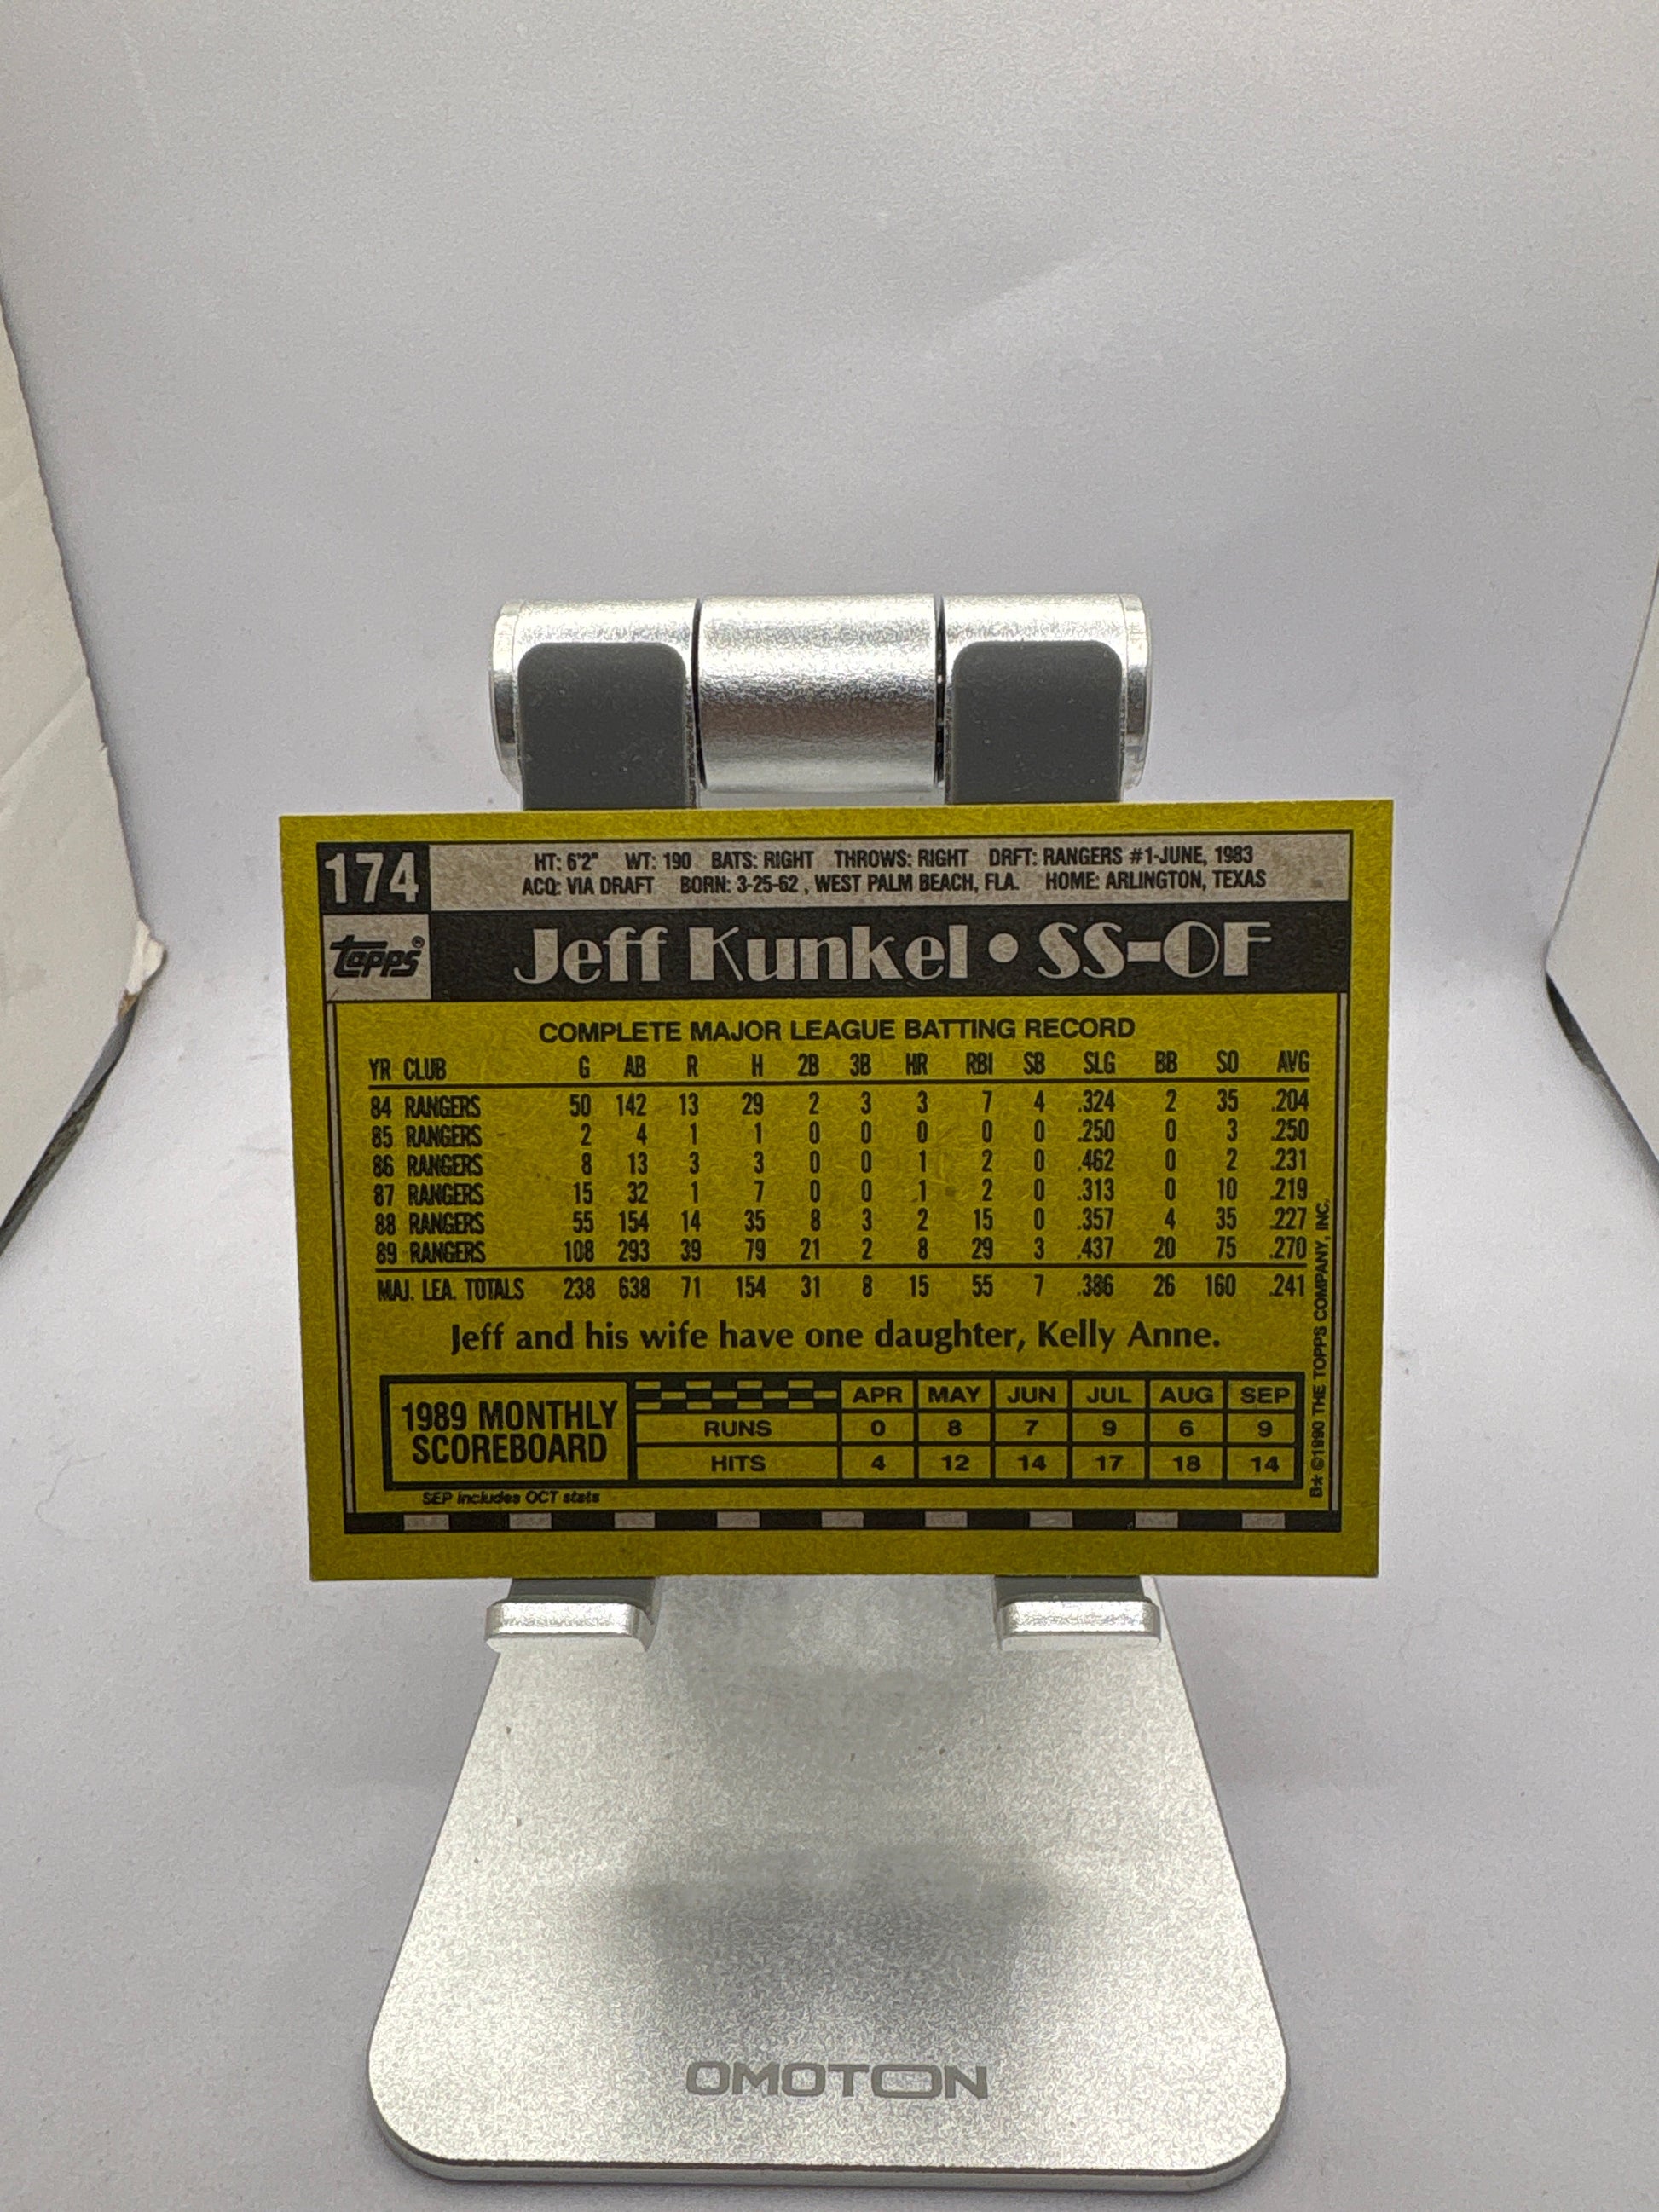 174
HT: 6'2" WT: 190 BATS: RIGHT THROWS: RIGHT DRFT: RANGERS #1-JUNE, 1983
ACQ: VIA DRAFT BORN: 3-25-62, WEST PALM BEACH, FLA. HOME: ARLINGTON, TEXAS
Topps®
Jeff Kunkel • SS-OF
COMPLETE MAJOR LEAGUE BATTING RECORD
YR CLUB G AB R H 2B 3B HR RBI SB SLG BB SO AVG
84 RANGERS 50 142 13 29 2 3 3 7 4 .324 2 35 .204
85 RANGERS 2 4 1 1 0 0 0 0 0 .250 0 3 .250
86 RANGERS 8 13 3 3 0 0 1 2 0 .462 0 2 .231
87 RANGERS 15 32 1 7 0 0 1 2 0 .313 0 10 .219
88 RANGERS 55 154 14 35 8 3 2 15 0 .357 4 35 .227
89 RANGERS 108 293 39 79 21 2 8 29 3 .437 20 75 .270
MAJ. LEA. TOTALS 238 638 71 154 31 8 15 55 7 .386 26 160 .241
Jeff and his wife have one daughter, Kelly Anne.
1989 MONTHLY
SCOREBOARD
APR MAY JUN JUL AUG SEP
RUNS 0 8 7 9 6 9
HITS 4 12 14 17 18 14
SEP includes OCT stats
B* ©1990 THE TOPPS COMPANY, INC.
OMOTON